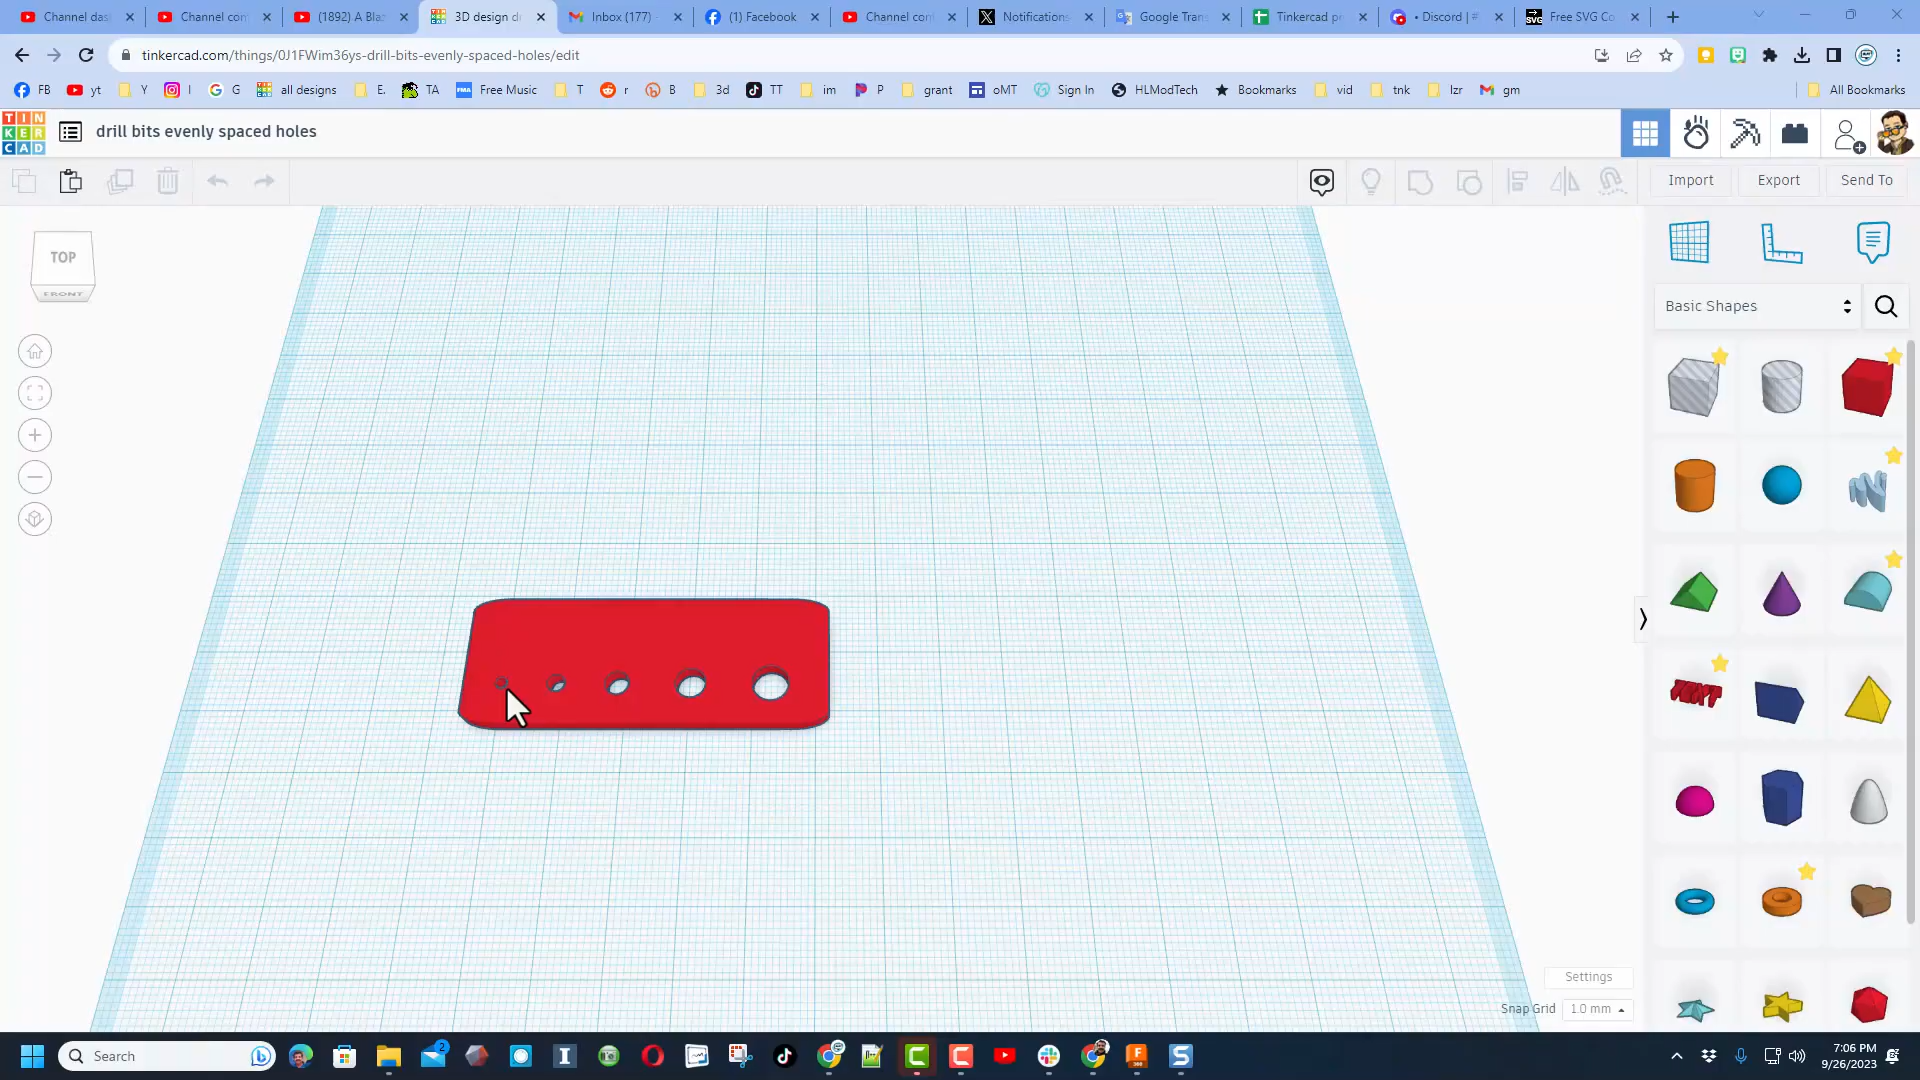 Channel das
Channel con
(1892) A Bla
3D design dr
Inbox (177)
(1) Facebook
Channel con
Notifications
Google Tran
Tinkercad p
• Discord | #
Free SVG Co
tinkercad.com/things/0J1FWim36ys-drill-bits-evenly-spaced-holes/edit
FB
yt
Y
I
G
all designs
E.
TA
Free Music
T
r
B
3d
TT
im
P
grant
oMT
Sign In
HLModTech
Bookmarks
vid
tnk
lzr
gm
All Bookmarks
TIN
KER
CAD
drill bits evenly spaced holes
Import
Export
Send To
TOP
FRONT
Basic Shapes
TEXT
Settings
Snap Grid
1.0 mm
Search
2
7:06 PM
9/26/2023